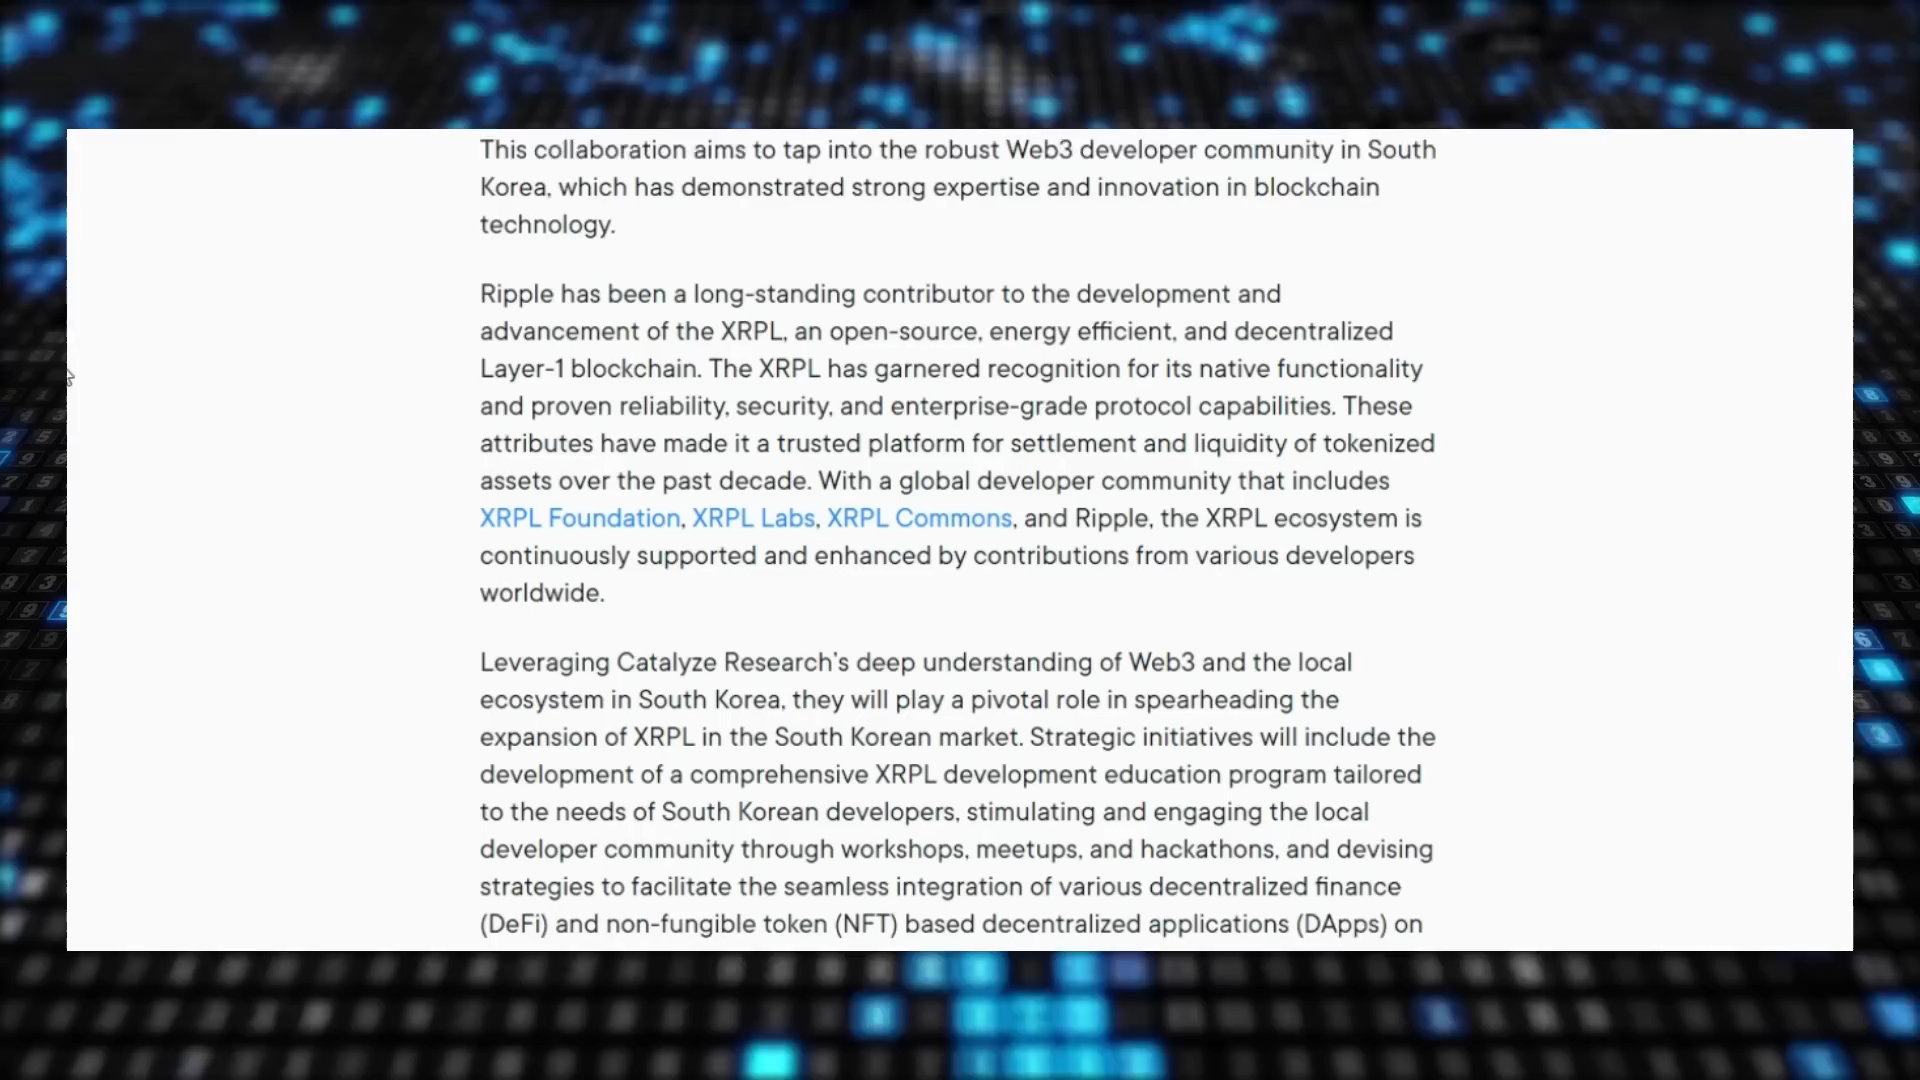 This collaboration aims to tap into the robust Web3 developer community in South
Korea, which has demonstrated strong expertise and innovation in blockchain
technology.
Ripple has been a long-standing contributor to the development and
advancement of the XRPL, an open-source, energy efficient, and decentralized
Layer-1 blockchain. The XRPL has garnered recognition for its native functionality
and proven reliability, security, and enterprise-grade protocol capabilities. These
attributes have made it a trusted platform for settlement and liquidity of tokenized
assets over the past decade. With a global developer community that includes
XRPL Foundation, XRPL Labs, XRPL Commons, and Ripple, the XRPL ecosystem is
continuously supported and enhanced by contributions from various developers
worldwide.
Leveraging Catalyze Research’s deep understanding of Web3 and the local
ecosystem in South Korea, they will play a pivotal role in spearheading the
expansion of XRPL in the South Korean market. Strategic initiatives will include the
development of a comprehensive XRPL development education program tailored
to the needs of South Korean developers, stimulating and engaging the local
developer community through workshops, meetups, and hackathons, and devising
strategies to facilitate the seamless integration of various decentralized finance
(DeFi) and non-fungible token (NFT) based decentralized applications (DApps) on